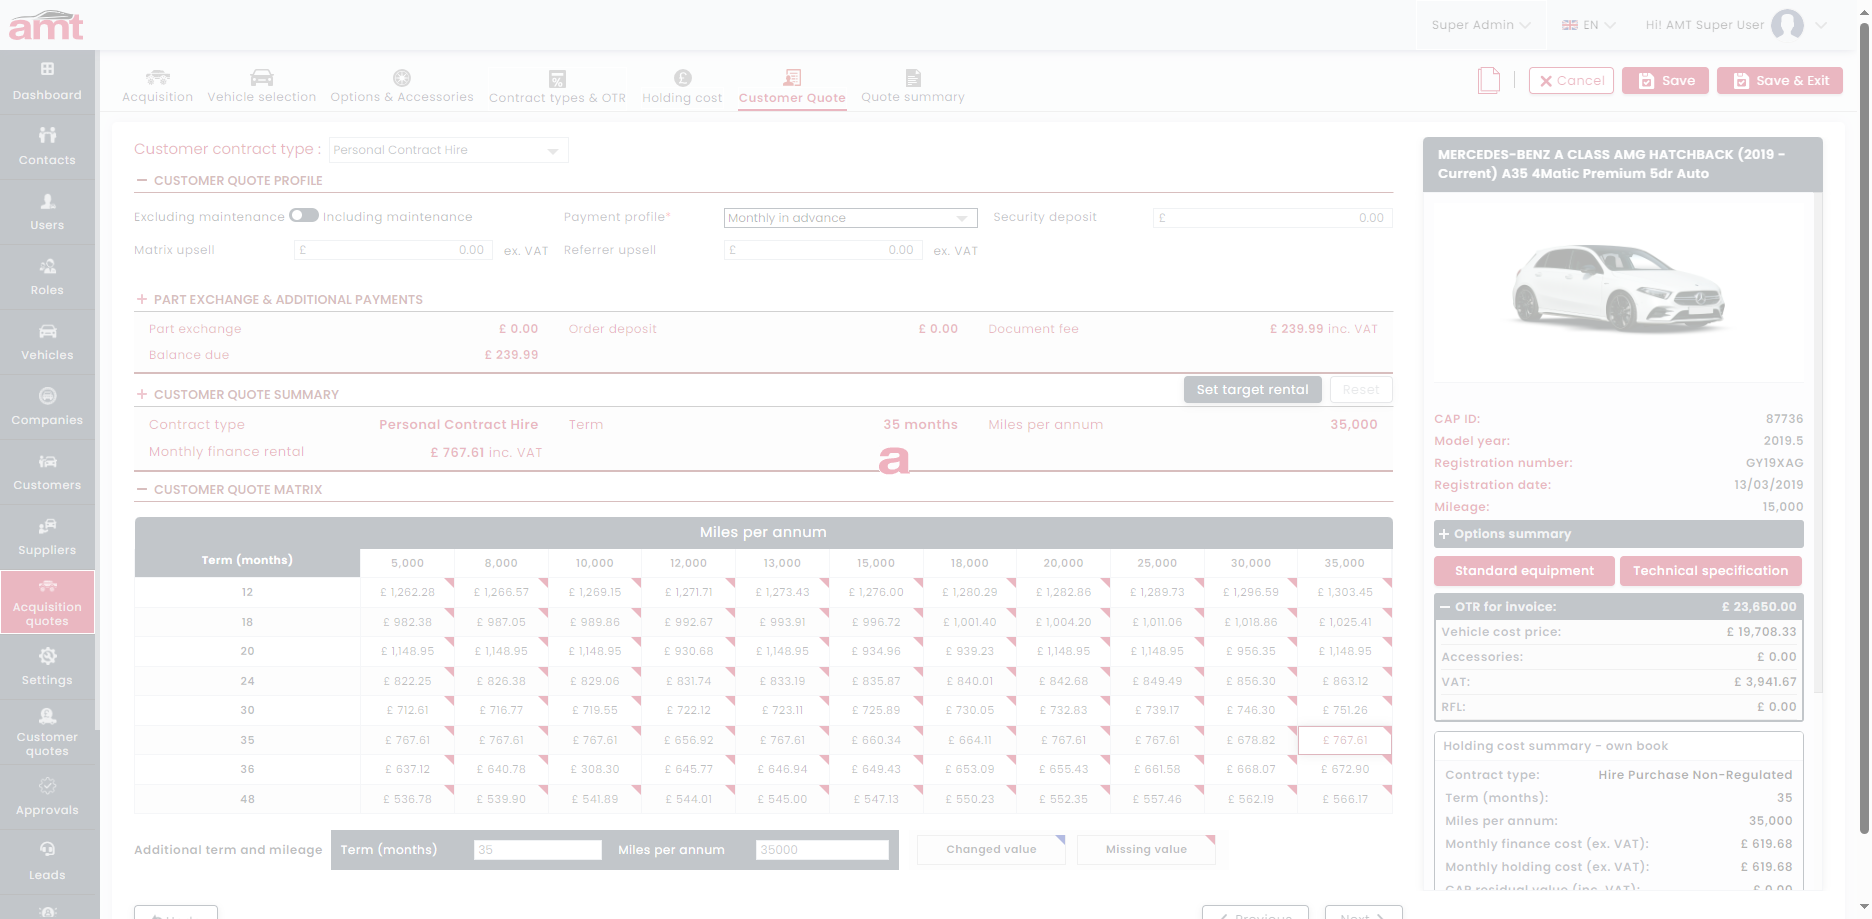 amt
Super Admin
EN
Hi! AMT Super User
Dashboard
Contacts
Users
Roles
Vehicles
Companies
Customers
Suppliers
Acquisition
quotes
Settings
Customer
quotes
Approvals
Leads
Acquisition
Vehicle selection
Options & Accessories
Contract types & OTR
Holding cost
Customer Quote
Quote summary
Cancel
Save
Save & Exit
Customer contract type : Personal Contract Hire
CUSTOMER QUOTE PROFILE
Excluding maintenance Including maintenance Payment profile* Monthly in advance Security deposit £ 0.00
Matrix upsell £ 0.00 ex. VAT Referrer upsell £ 0.00 ex. VAT
PART EXCHANGE & ADDITIONAL PAYMENTS
Part exchange £ 0.00 Order deposit £ 0.00 Document fee £ 239.99 inc. VAT
Balance due £ 239.99
CUSTOMER QUOTE SUMMARY Set target rental Reset
Contract type Personal Contract Hire Term 35 months Miles per annum 35,000
Monthly finance rental £ 767.61 inc. VAT
a
CUSTOMER QUOTE MATRIX
Miles per annum
Term (months) 5,000 8,000 10,000 12,000 13,000 15,000 18,000 20,000 25,000 30,000 35,000
12 £ 1,262.28 £ 1,266.57 £ 1,269.15 £ 1,271.71 £ 1,273.43 £ 1,276.00 £ 1,280.29 £ 1,282.86 £ 1,289.73 £ 1,296.59 £ 1,303.45
18 £ 982.38 £ 987.05 £ 989.86 £ 992.67 £ 993.91 £ 996.72 £ 1,001.40 £ 1,004.20 £ 1,011.06 £ 1,018.86 £ 1,025.41
20 £ 1,148.95 £ 1,148.95 £ 1,148.95 £ 930.68 £ 1,148.95 £ 934.96 £ 939.23 £ 1,148.95 £ 1,148.95 £ 956.35 £ 1,148.95
24 £ 822.25 £ 826.38 £ 829.06 £ 831.74 £ 833.19 £ 835.87 £ 840.01 £ 842.68 £ 849.49 £ 856.30 £ 863.12
30 £ 712.61 £ 716.77 £ 719.55 £ 722.12 £ 723.11 £ 725.89 £ 730.05 £ 732.83 £ 739.17 £ 746.30 £ 751.26
35 £ 767.61 £ 767.61 £ 767.61 £ 656.92 £ 767.61 £ 660.34 £ 664.11 £ 767.61 £ 767.61 £ 678.82 £ 767.61
36 £ 637.12 £ 640.78 £ 308.30 £ 645.77 £ 646.94 £ 649.43 £ 653.09 £ 655.43 £ 661.58 £ 668.07 £ 672.90
48 £ 536.78 £ 539.90 £ 541.89 £ 544.01 £ 545.00 £ 547.13 £ 550.23 £ 552.35 £ 557.46 £ 562.19 £ 566.17
Additional term and mileage Term (months) 35 Miles per annum 35000 Changed value Missing value
Previous
Next
MERCEDES-BENZ A CLASS AMG HATCHBACK (2019 -
Current) A35 4Matic Premium 5dr Auto
CAP ID: 87736
Model year: 2019.5
Registration number: GY19XAG
Registration date: 13/03/2019
Mileage: 15,000
Options summary
Standard equipment Technical specification
OTR for invoice: £ 23,650.00
Vehicle cost price: £ 19,708.33
Accessories: £ 0.00
VAT: £ 3,941.67
RFL: £ 0.00
Holding cost summary - own book
Contract type: Hire Purchase Non-Regulated
Term (months): 35
Miles per annum: 35,000
Monthly finance cost (ex. VAT): £ 619.68
Monthly holding cost (ex. VAT): £ 619.68
CAP residual value (inc. VAT): £ 0.00